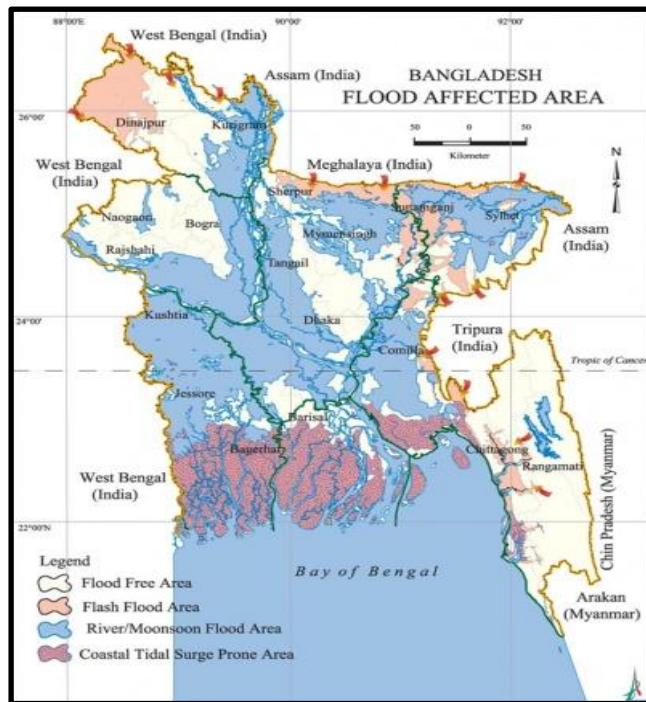 88°00'E
90°00'
92°00'
West Bengal (India)
Assam (India)
BANGLADESH
FLOOD AFFECTED AREA
26°00'
Dinajpur
Kurigram
50 0 50
Kilometer
N
S
West Bengal
(India)
Meghalaya (India)
Sherpur
Sunamganj
Sylhet
Assam
(India)
Naogaon
Bogra
Mymensingh
Rajshahi
Tangail
24°00'
Kushtia
Dhaka
Comilla
Tripura
(India)
Tropic of Cancer
Jessore
Barisal
Bagerhat
Chittagong
Rangamati
West Bengal
(India)
Chin Pradesh (Myanmar)
22°00'N
Legend
Bay of Bengal
Flood Free Area
Flash Flood Area
River/Moonsoon Flood Area
Coastal Tidal Surge Prone Area
Arakan
(Myanmar)